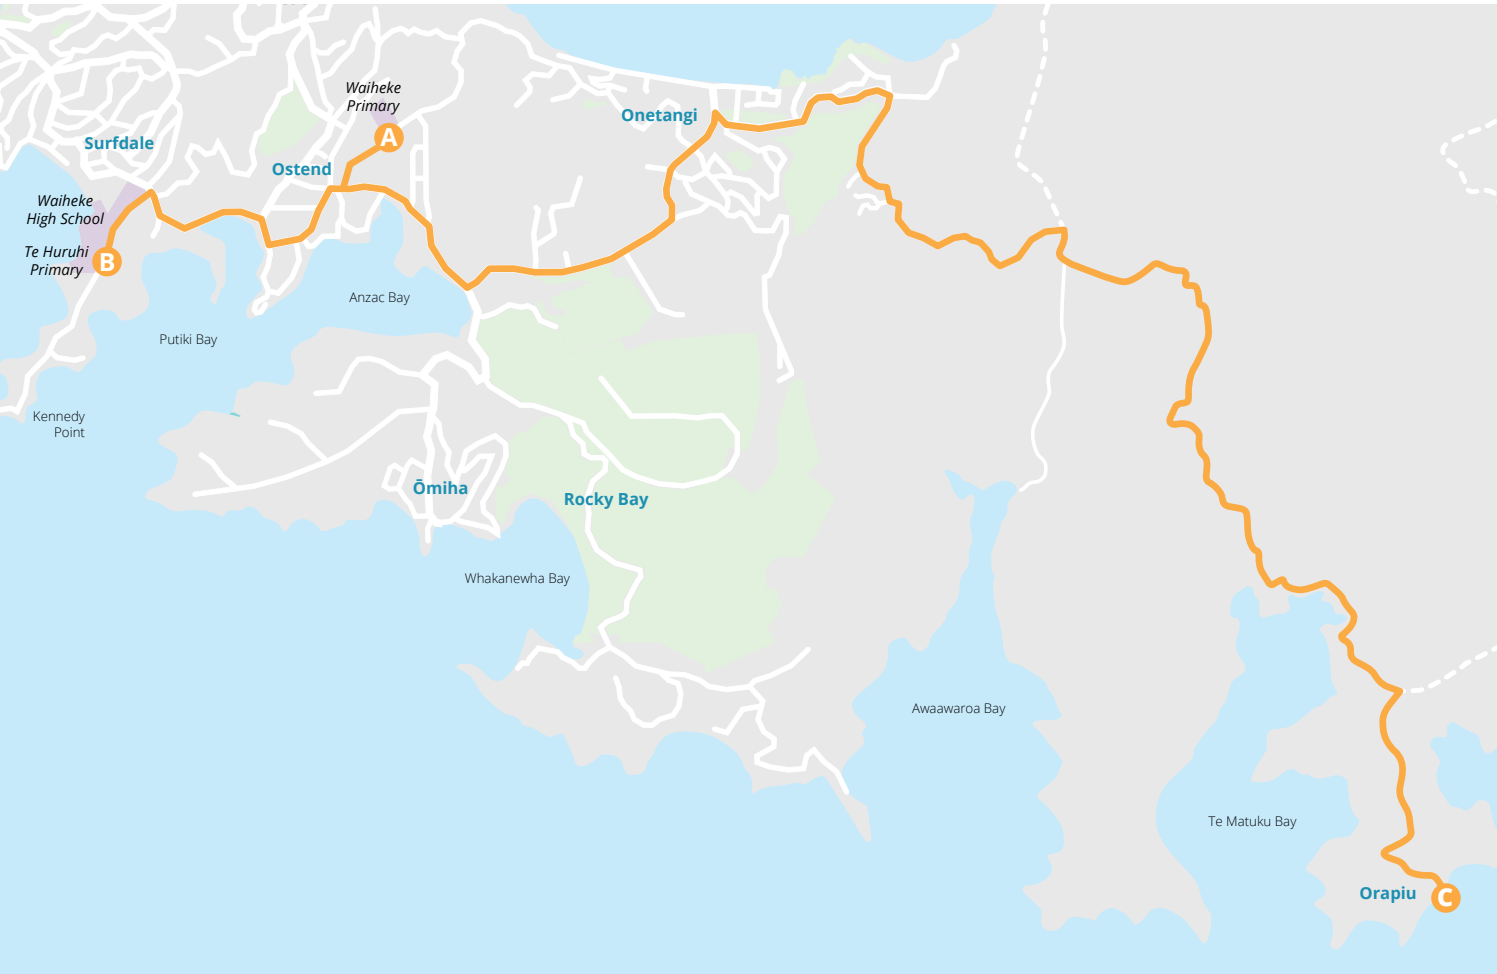 Waiheke
Primary
A
Onetangi
Surfdale
Ostend
Waiheke
High School
Te Huruhi
Primary
B
Anzac Bay
Putiki Bay
Kennedy
Point
Ōmiha
Rocky Bay
Whakanewha Bay
Awaawaroa Bay
Te Matuku Bay
Orapiu
C